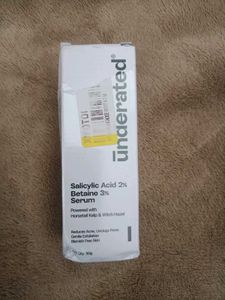 underated®
Salicylic Acid 2%
Betaine 3%
Serum
Powered with
Horsetail Kelp & Witch Hazel
Reduces Acne, Unclogs Pores
Gentle Exfoliation
Blemish Free Skin